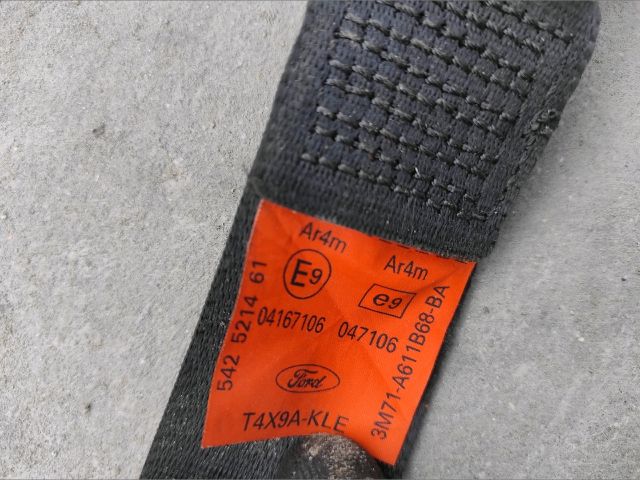 Ar4m
Ar4m
E9
e9
04167106 047106
Ford
T4X9A-KLE
542 5214 61
3M71-A611B68-BA